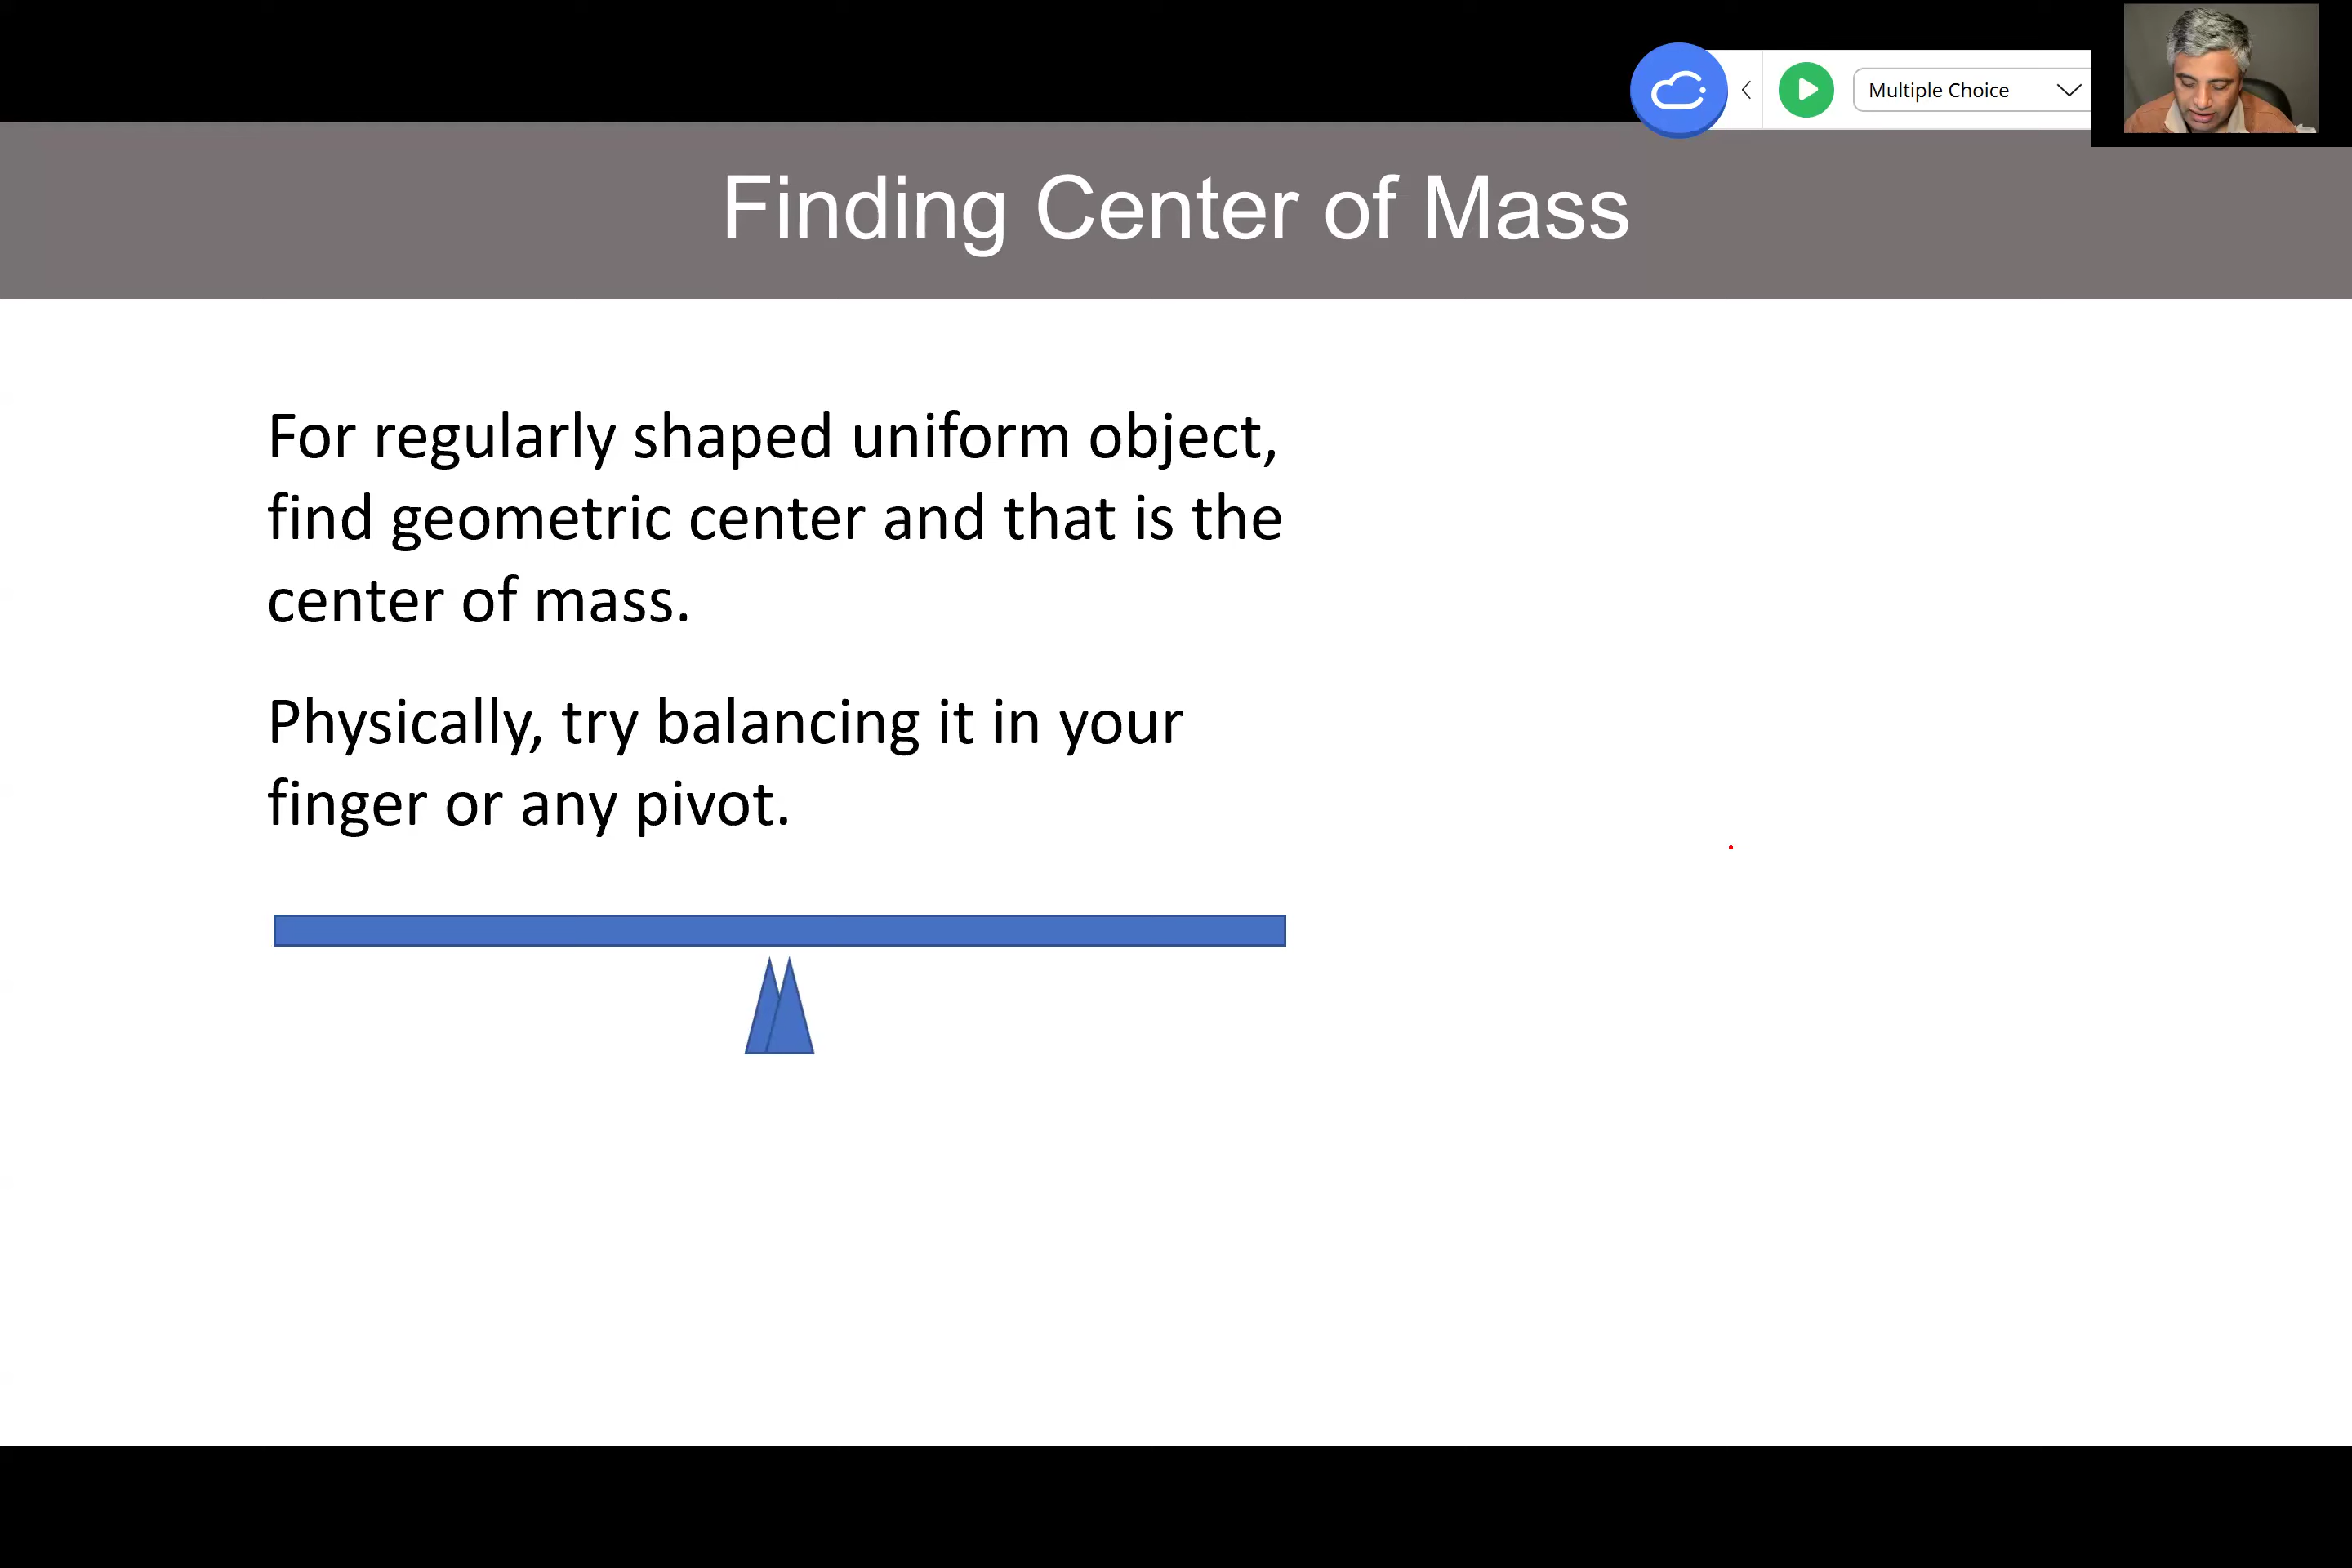 Multiple Choice
Finding Center of Mass
For regularly shaped uniform object,
find geometric center and that is the
center of mass.
Physically, try balancing it in your
finger or any pivot.